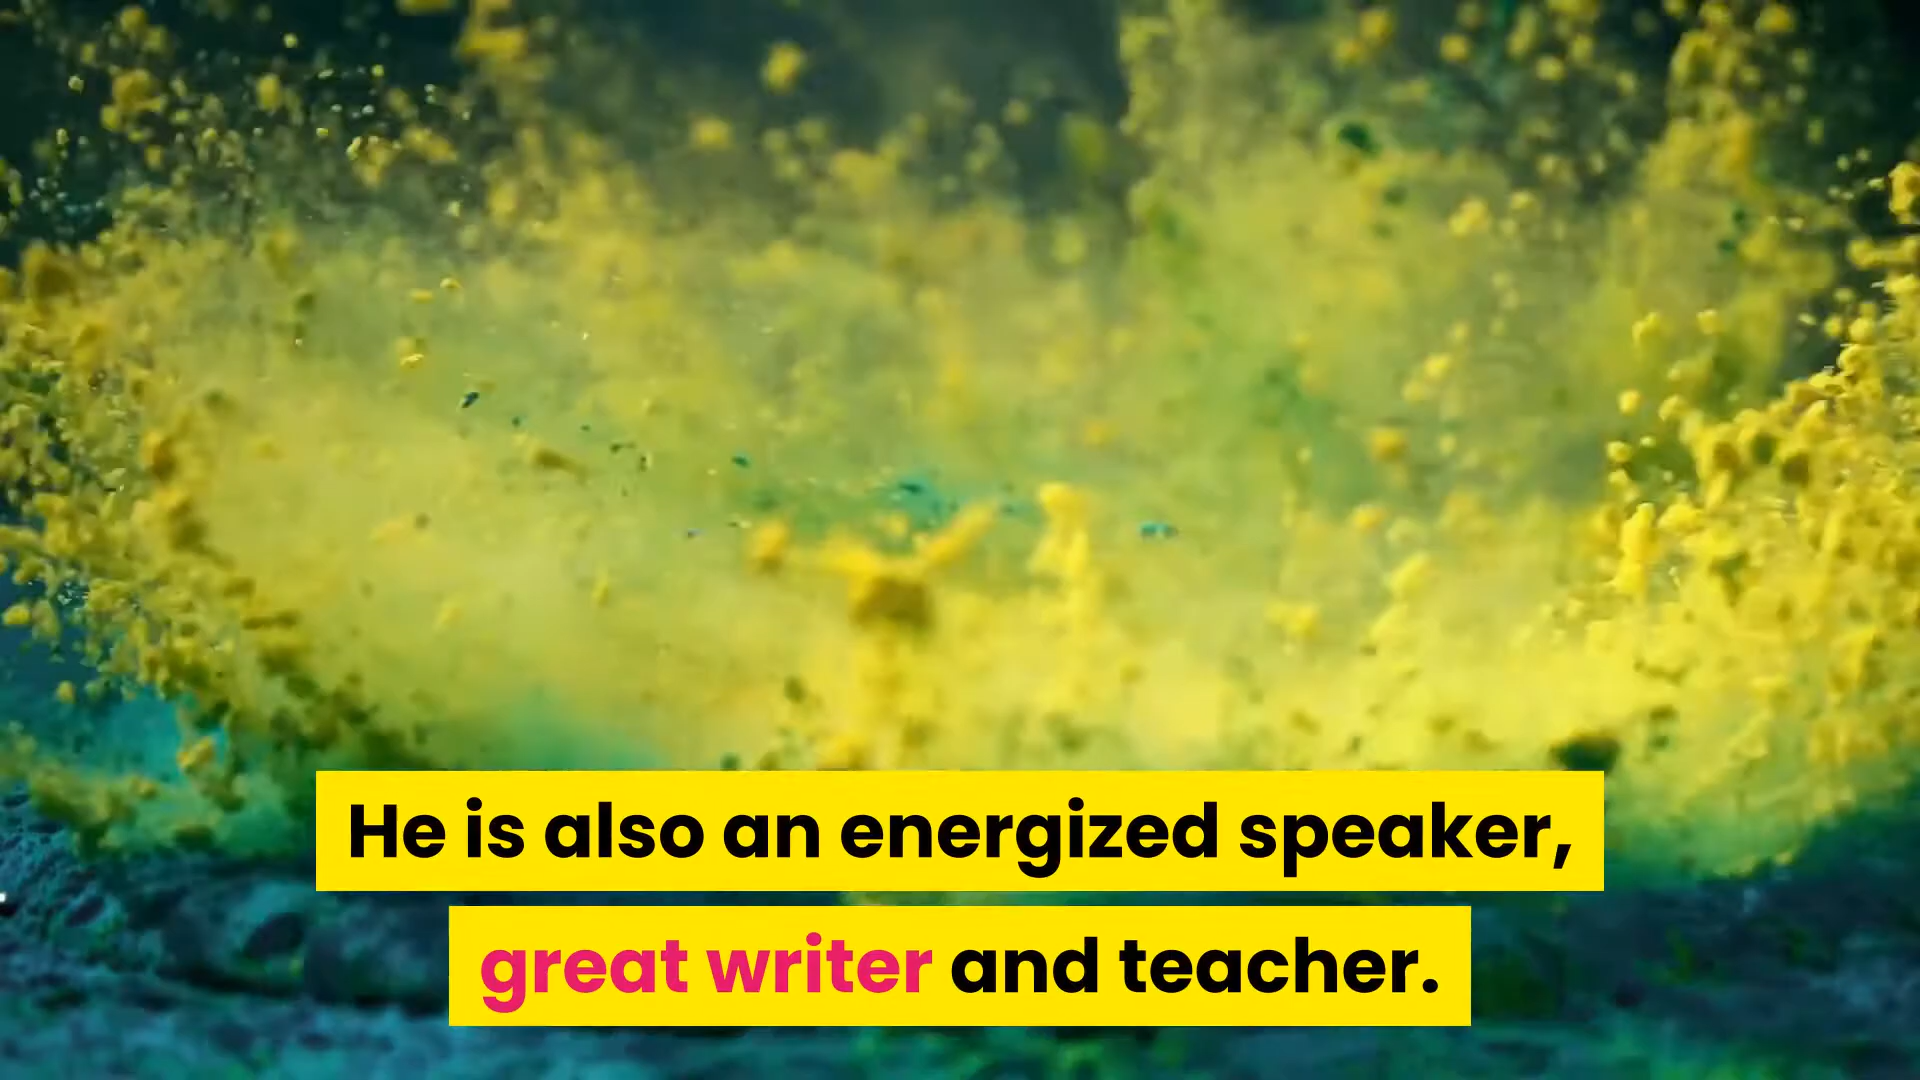 He is also an energized speaker,
great writer and teacher.